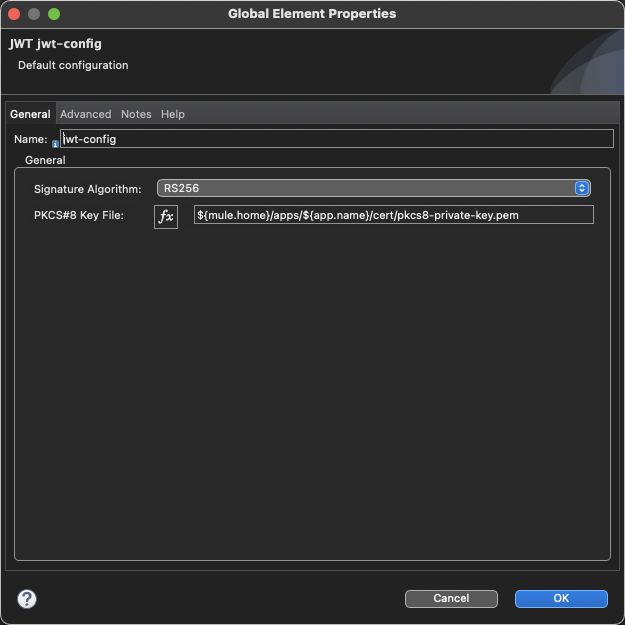 Global Element Properties
JWT jwt-config
Default configuration
General Advanced Notes Help
Name: jwt-config
General
Signature Algorithm: RS256
PKCS#8 Key File: fx ${mule.home}/apps/${app.name}/cert/pkcs8-private-key.pem
? Cancel OK